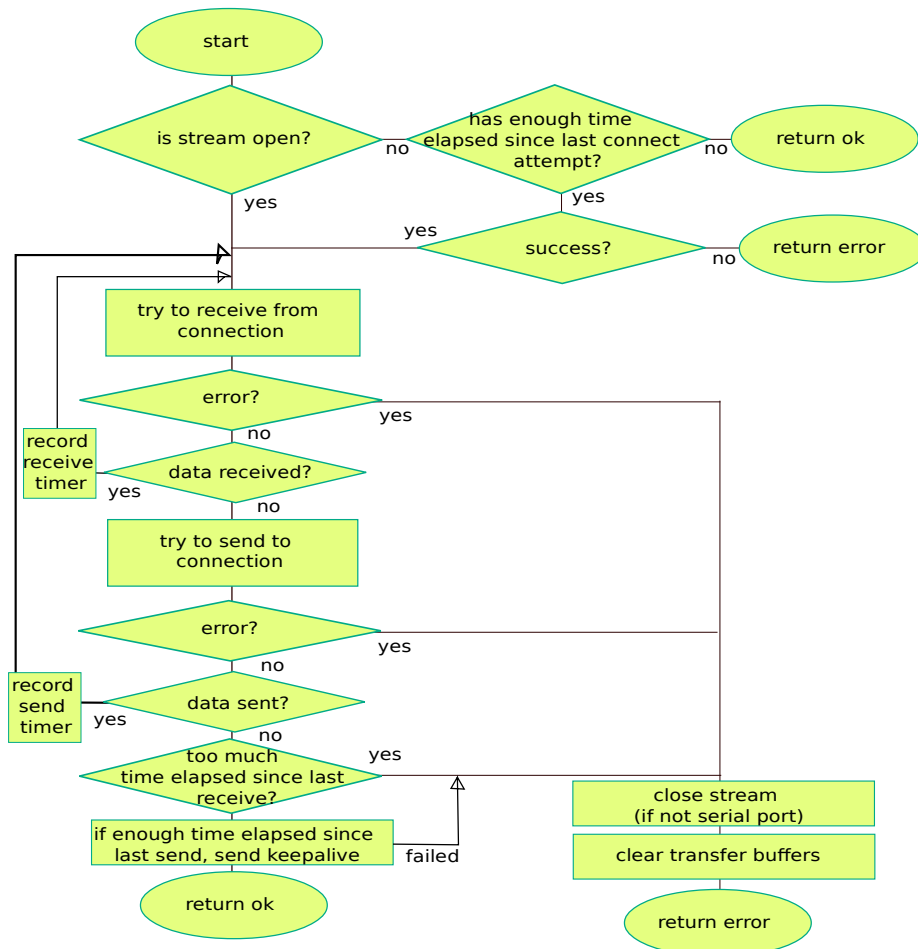 start
is stream open?
no
has enough time
elapsed since last connect
attempt?
no
return ok
yes
yes
yes
success?
no
return error
try to receive from
connection
error?
yes
no
record
receive
timer
yes
data received?
no
try to send to
connection
error?
yes
no
record
send
timer
yes
data sent?
no
too much
time elapsed since last
receive?
yes
if enough time elapsed since
last send, send keepalive
failed
return ok
close stream
(if not serial port)
clear transfer buffers
return error